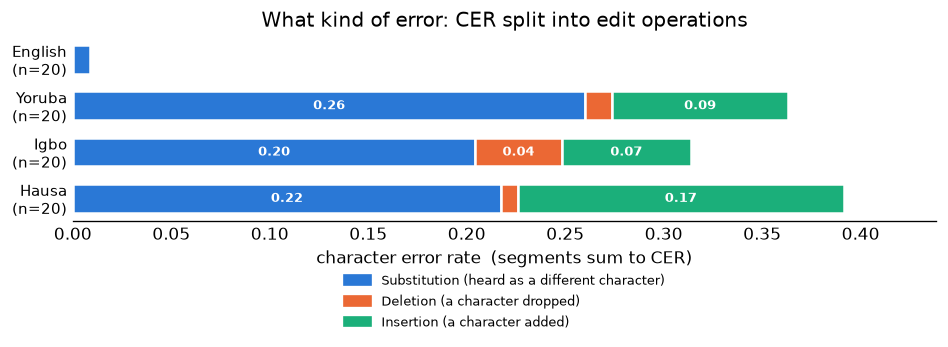 What kind of error: CER split into edit operations
English
(n=20)
Yoruba
(n=20)
0.26
0.09
Igbo
(n=20)
0.20
0.04
0.07
Hausa
(n=20)
0.22
0.17
0.00 0.05 0.10 0.15 0.20 0.25 0.30 0.35 0.40
character error rate (segments sum to CER)
Substitution (heard as a different character)
Deletion (a character dropped)
Insertion (a character added)